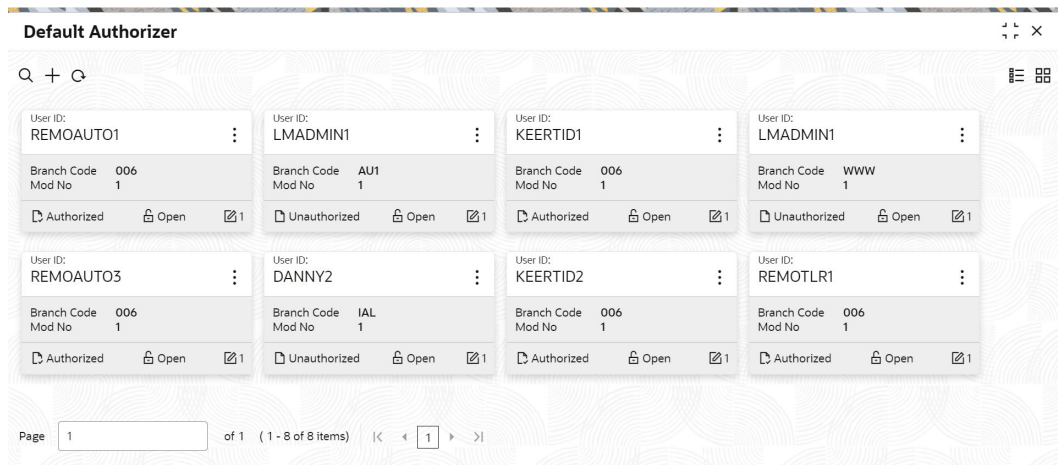 Default Authorizer
User ID:
REMOAUTO1
Branch Code 006
Mod No 1
Authorized Open 1
User ID:
LMADMIN1
Branch Code AU1
Mod No 1
Unauthorized Open 1
User ID:
KEERTID1
Branch Code 006
Mod No 1
Authorized Open 1
User ID:
LMADMIN1
Branch Code WWW
Mod No 1
Unauthorized Open 1
User ID:
REMOAUTO3
Branch Code 006
Mod No 1
Authorized Open 1
User ID:
DANNY2
Branch Code IAL
Mod No 1
Unauthorized Open 1
User ID:
KEERTID2
Branch Code 006
Mod No 1
Authorized Open 1
User ID:
REMOTLR1
Branch Code 006
Mod No 1
Authorized Open 1
Page 1 of 1 (1 - 8 of 8 items) 1